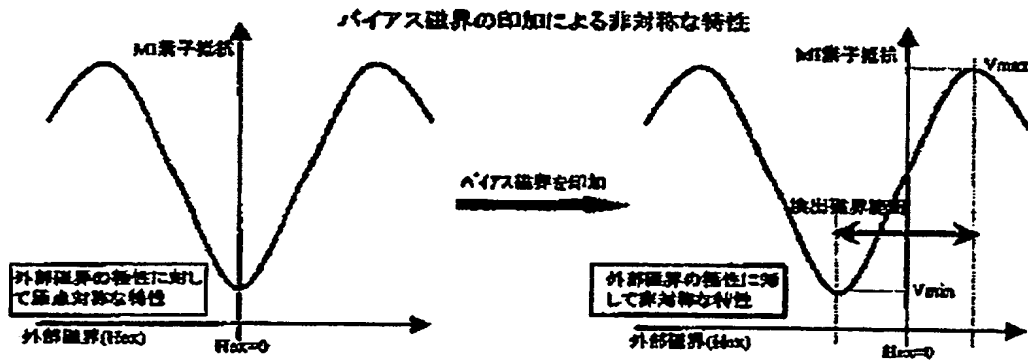 バイアス磁界の印加による非対称な特性
MI素子抵抗
外部磁界の極性に対し
て原点対称な特性
外部磁界(Hex)
Hex=0
バイアス磁界を印加
MI素子抵抗
Vmax
検出磁界範囲
外部磁界の極性に対
して非対称な特性
Vmin
外部磁界(Hex)
Hex=0